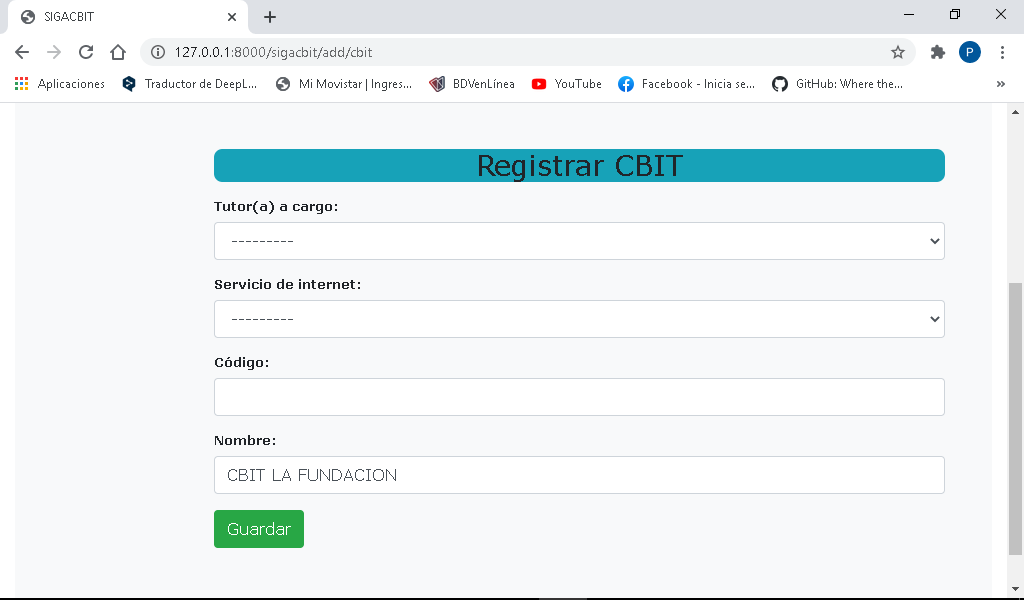 SIGACBIT
127.0.0.1:8000/sigacbit/add/cbit
P
Aplicaciones Traductor de DeepL... Mi Movistar | Ingres... BDVenLínea YouTube Facebook - Inicia se... GitHub: Where the... »
Registrar CBIT
Tutor(a) a cargo:
---------
Servicio de internet:
---------
Código:
Nombre:
CBIT LA FUNDACION
Guardar